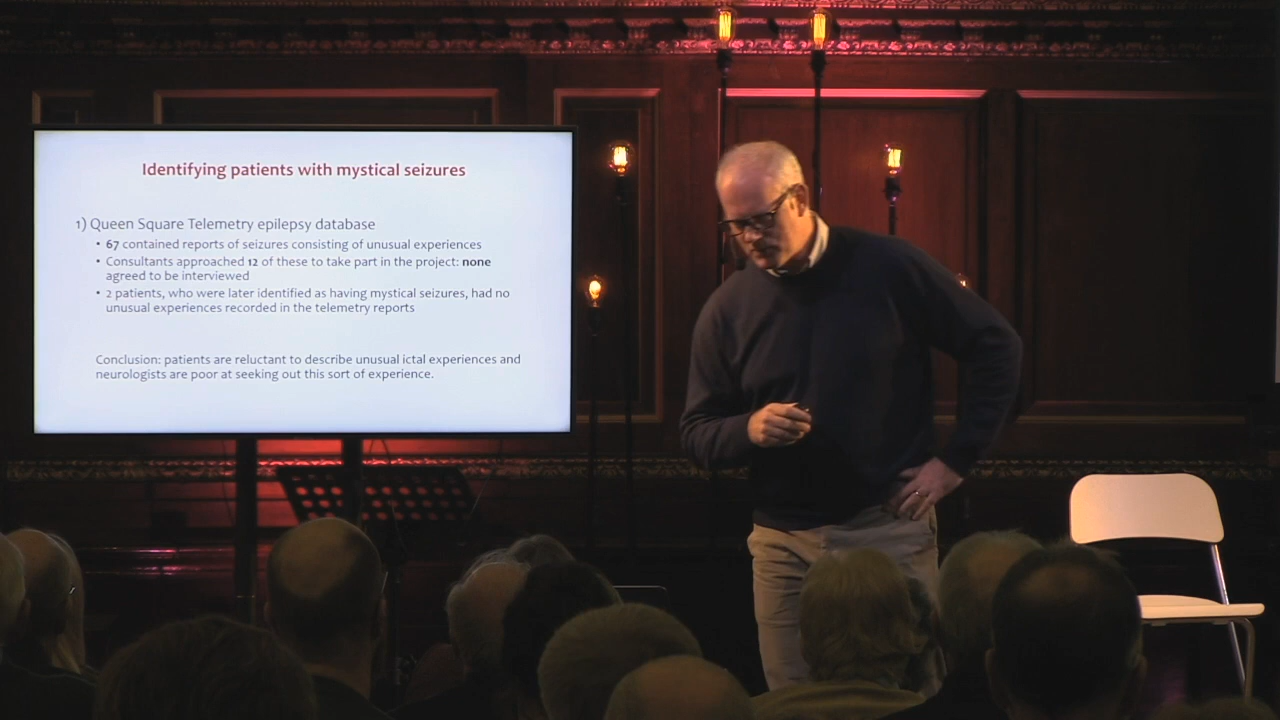 Identifying patients with mystical seizures
1) Queen Square Telemetry epilepsy database
• 67 contained reports of seizures consisting of unusual experiences
• Consultants approached 12 of these to take part in the project: none
agreed to be interviewed
• 2 patients, who were later identified as having mystical seizures, had no
unusual experiences recorded in the telemetry reports
Conclusion: patients are reluctant to describe unusual ictal experiences and
neurologists are poor at seeking out this sort of experience.